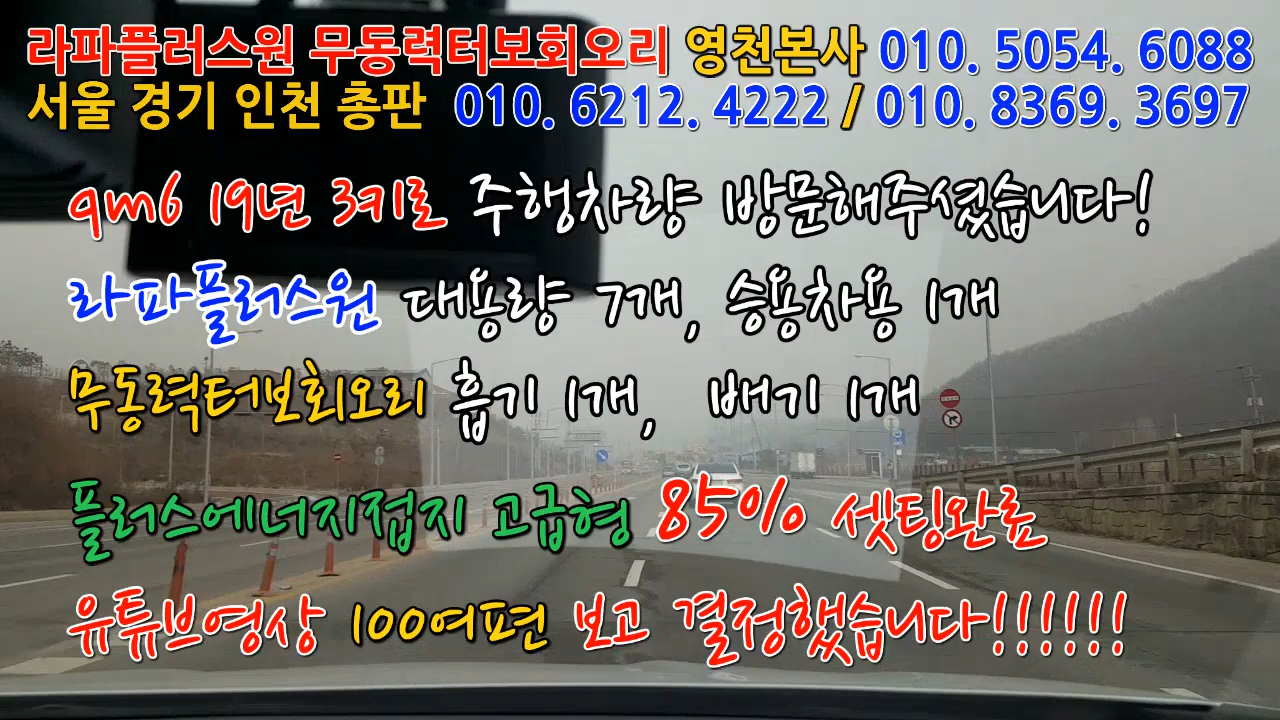 라파플러스원 무동력터보회오리 영천본사 010. 5054. 6088
서울 경기 인천 총판 010. 6212. 4222 / 010. 8369. 3697
qm6 19년 3키로 주행차량 방문해주셨습니다!
라파플러스원 대용량 7개, 승용차용 1개
무동력터보회오리 흡기 1개, 배기 1개
플러스에너지접지 고급형 85% 셋팅완료
유튜브영상 100여편 보고 결정했습니다!!!!!!